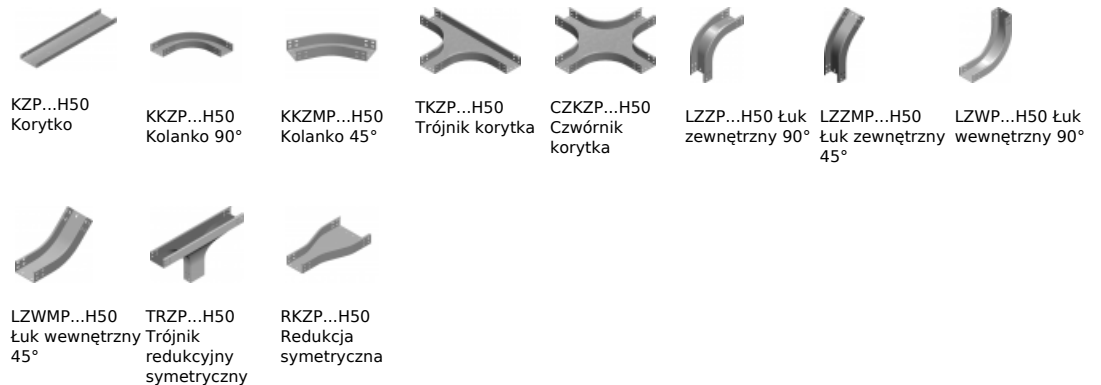 KZP...H50
Korytko
KKZP...H50
Kolanko 90°
KKZMP...H50
Kolanko 45°
TKZP...H50
Trójnik korytka
CZKZP...H50
Czwórnik
korytka
LZZP...H50 Łuk
zewnętrzny 90°
LZZMP...H50
Łuk zewnętrzny
45°
LZWP...H50 Łuk
wewnętrzny 90°
LZWMP...H50
Łuk wewnętrzny
45°
TRZP...H50
Trójnik
redukcyjny
symetryczny
RKZP...H50
Redukcja
symetryczna